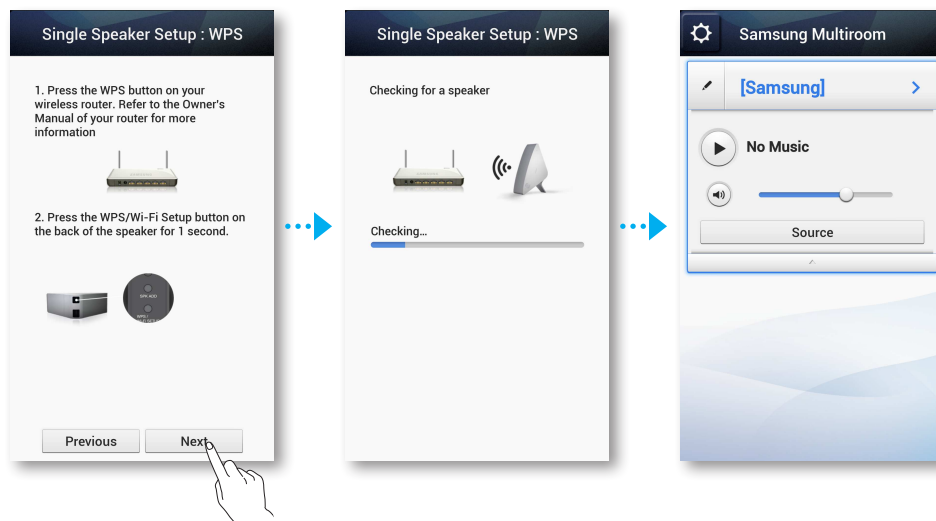 Single Speaker Setup : WPS
1. Press the WPS button on your
wireless router. Refer to the Owner's
Manual of your router for more
information
2. Press the WPS/Wi-Fi Setup button on
the back of the speaker for 1 second.
SPK ADD
WPS /
Previous
Next
Single Speaker Setup : WPS
Checking for a speaker
Checking...
Samsung Multiroom
[Samsung]
No Music
Source